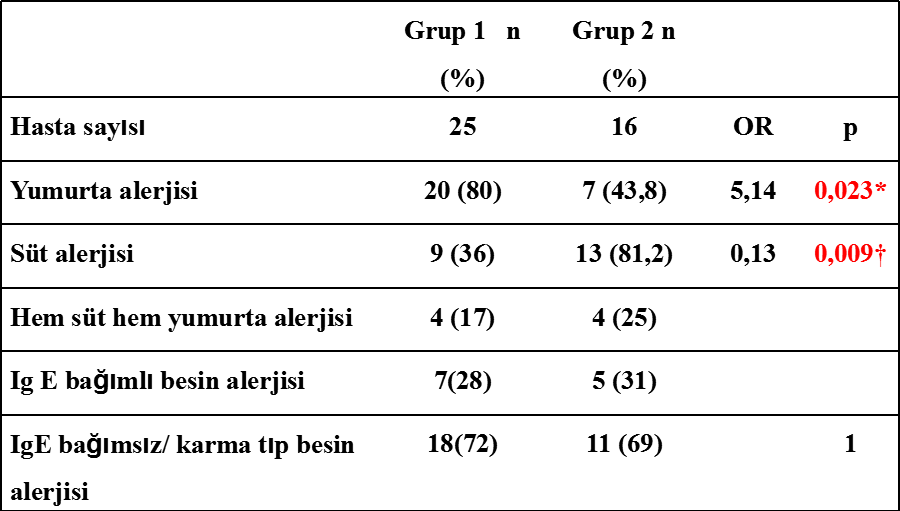 Grup 1 n Grup 2 n
(%) (%)
Hasta sayısı 25 16 OR p
Yumurta alerjisi 20 (80) 7 (43,8) 5,14 0,023*
Süt alerjisi 9 (36) 13 (81,2) 0,13 0,009†
Hem süt hem yumurta alerjisi 4 (17) 4 (25)
Ig E bağımlı besin alerjisi 7(28) 5 (31)
IgE bağımsız/ karma tıp besin 18(72) 11 (69) 1
alerjisi